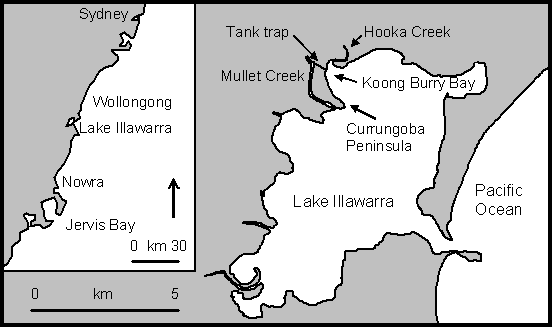 Sydney
Wollongong
Lake Illawarra
Nowra
Jervis Bay
0 km 30
0 km 5
Tank trap
Hooka Creek
Mullet Creek
Koong Burry Bay
Currungoba
Peninsula
Lake Illawarra
Pacific
Ocean